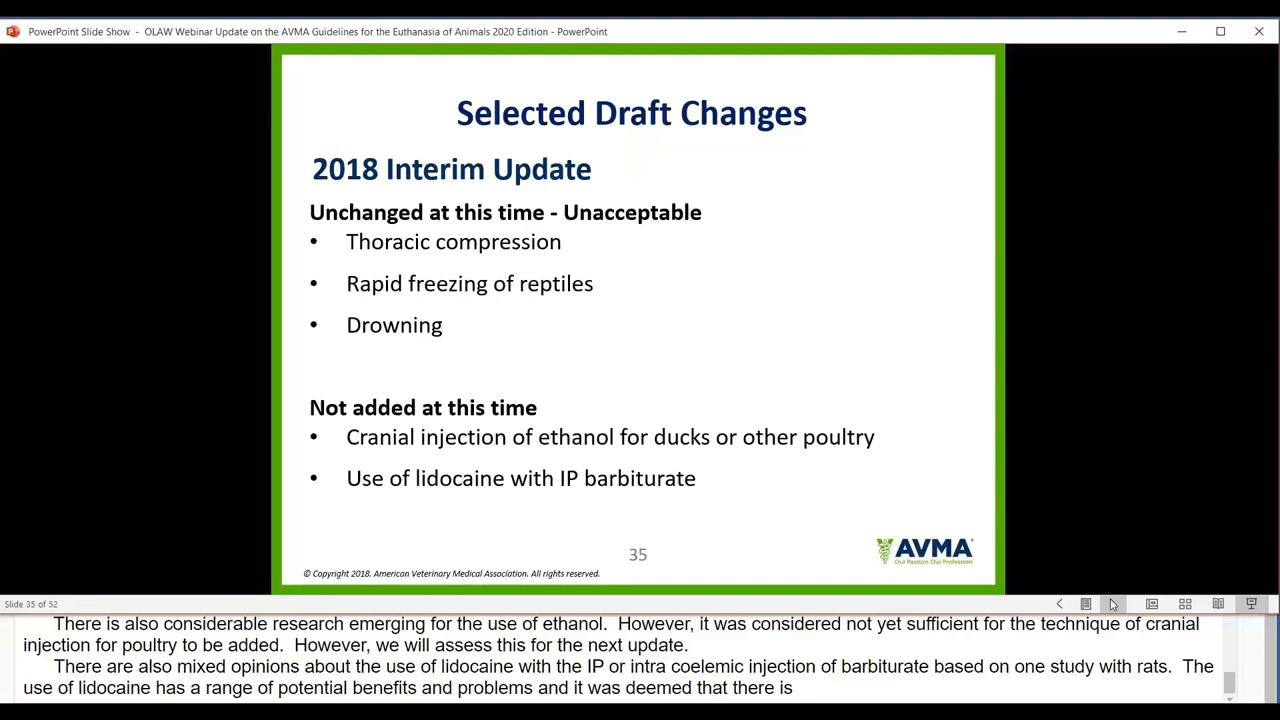 PowerPoint Slide Show - OLAW Webinar Update on the AVMA Guidelines for the Euthanasia of Animals 2020 Edition - PowerPoint
Selected Draft Changes
2018 Interim Update
Unchanged at this time - Unacceptable
• Thoracic compression
• Rapid freezing of reptiles
• Drowning
Not added at this time
• Cranial injection of ethanol for ducks or other poultry
• Use of lidocaine with IP barbiturate
35
AVMA
Our Passion. Our Profession.
© Copyright 2018. American Veterinary Medical Association. All rights reserved.
Slide 35 of 52
There is also considerable research emerging for the use of ethanol. However, it was considered not yet sufficient for the technique of cranial
injection for poultry to be added. However, we will assess this for the next update.
There are also mixed opinions about the use of lidocaine with the IP or intra coelemic injection of barbiturate based on one study with rats. The
use of lidocaine has a range of potential benefits and problems and it was deemed that there is